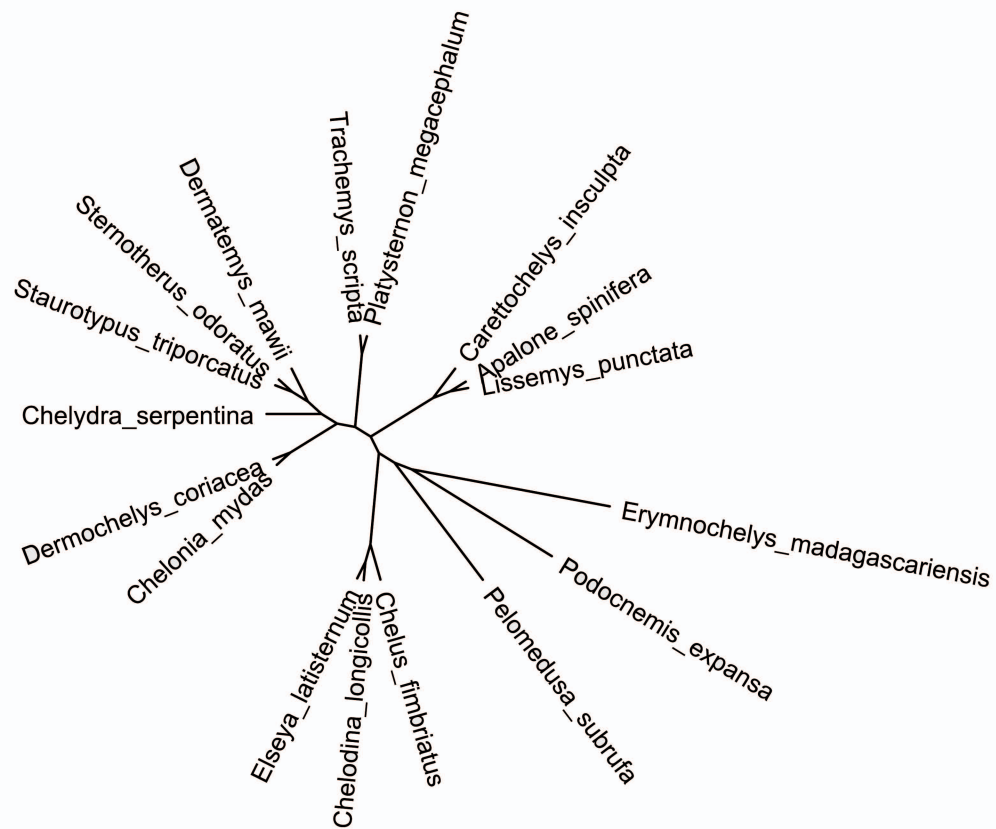 Platysternon_megacephalum
Trachemys_scripta
Carettochelys_insculpta
Dermatemys_mawii
Sternotherus_odoratus
Apalone_spinifera
Staurotypus_triporcatus
Lissemys_punctata
Chelydra_serpentina
Dermochelys_coriacea
Chelonia_mydas
Erymnochelys_madagascariensis
Podocnemis_expansa
Pelomedusa_subrufa
Elseya_latisternum
Chelodina_longicollis
Chelus_fimbriatus